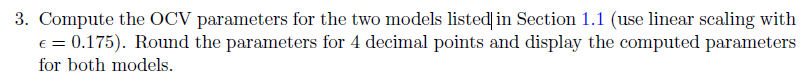 3. Compute the OCV parameters for the two models listed in Section 1.1 (use linear scaling with
ϵ = 0.175). Round the parameters for 4 decimal points and display the computed parameters
for both models.